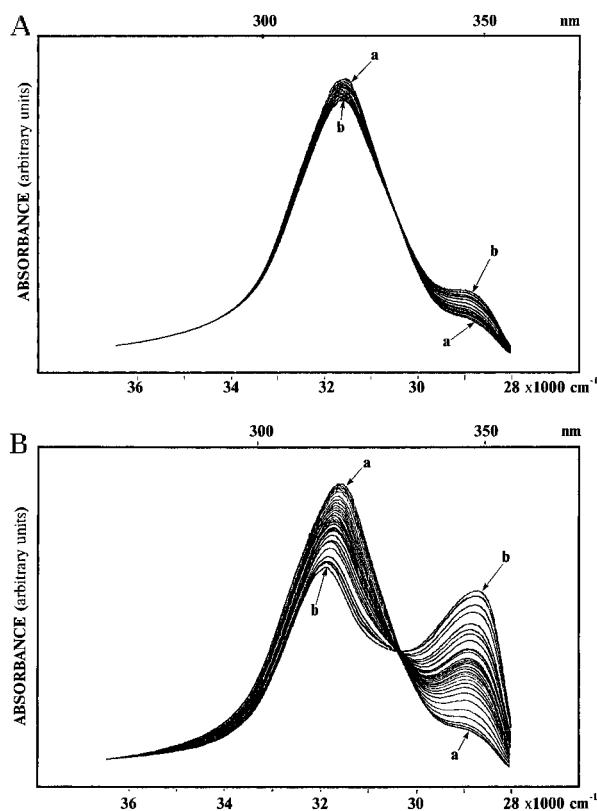 A
300
350
nm
ABSORBANCE (arbitrary units)
a
b
b
a
36
34
32
30
28 x1000 cm⁻¹
B
300
350
nm
ABSORBANCE (arbitrary units)
a
b
b
a
36
34
32
30
28 x1000 cm⁻¹